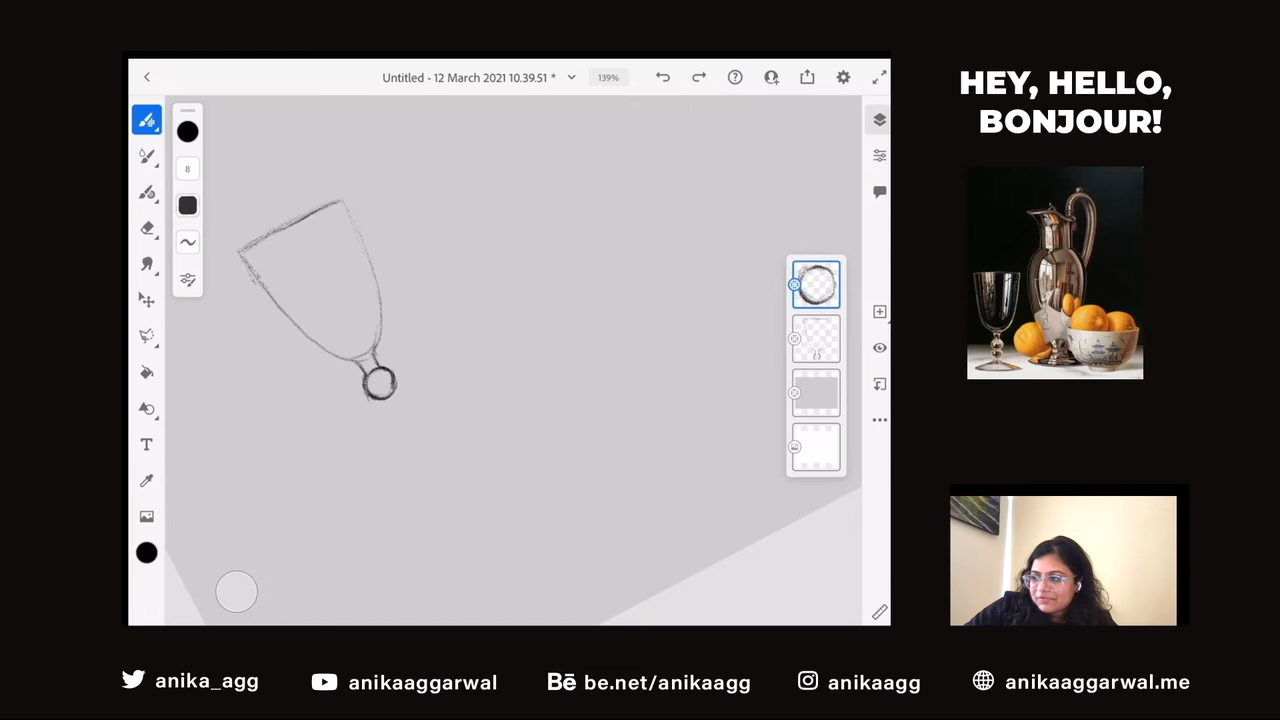 Untitled - 12 March 2021 10.39.51 *
139%
8
T
HEY, HELLO,
BONJOUR!
anika_agg
anikaaggarwal
Bē be.net/anikaagg
anikaagg
anikaaggarwal.me